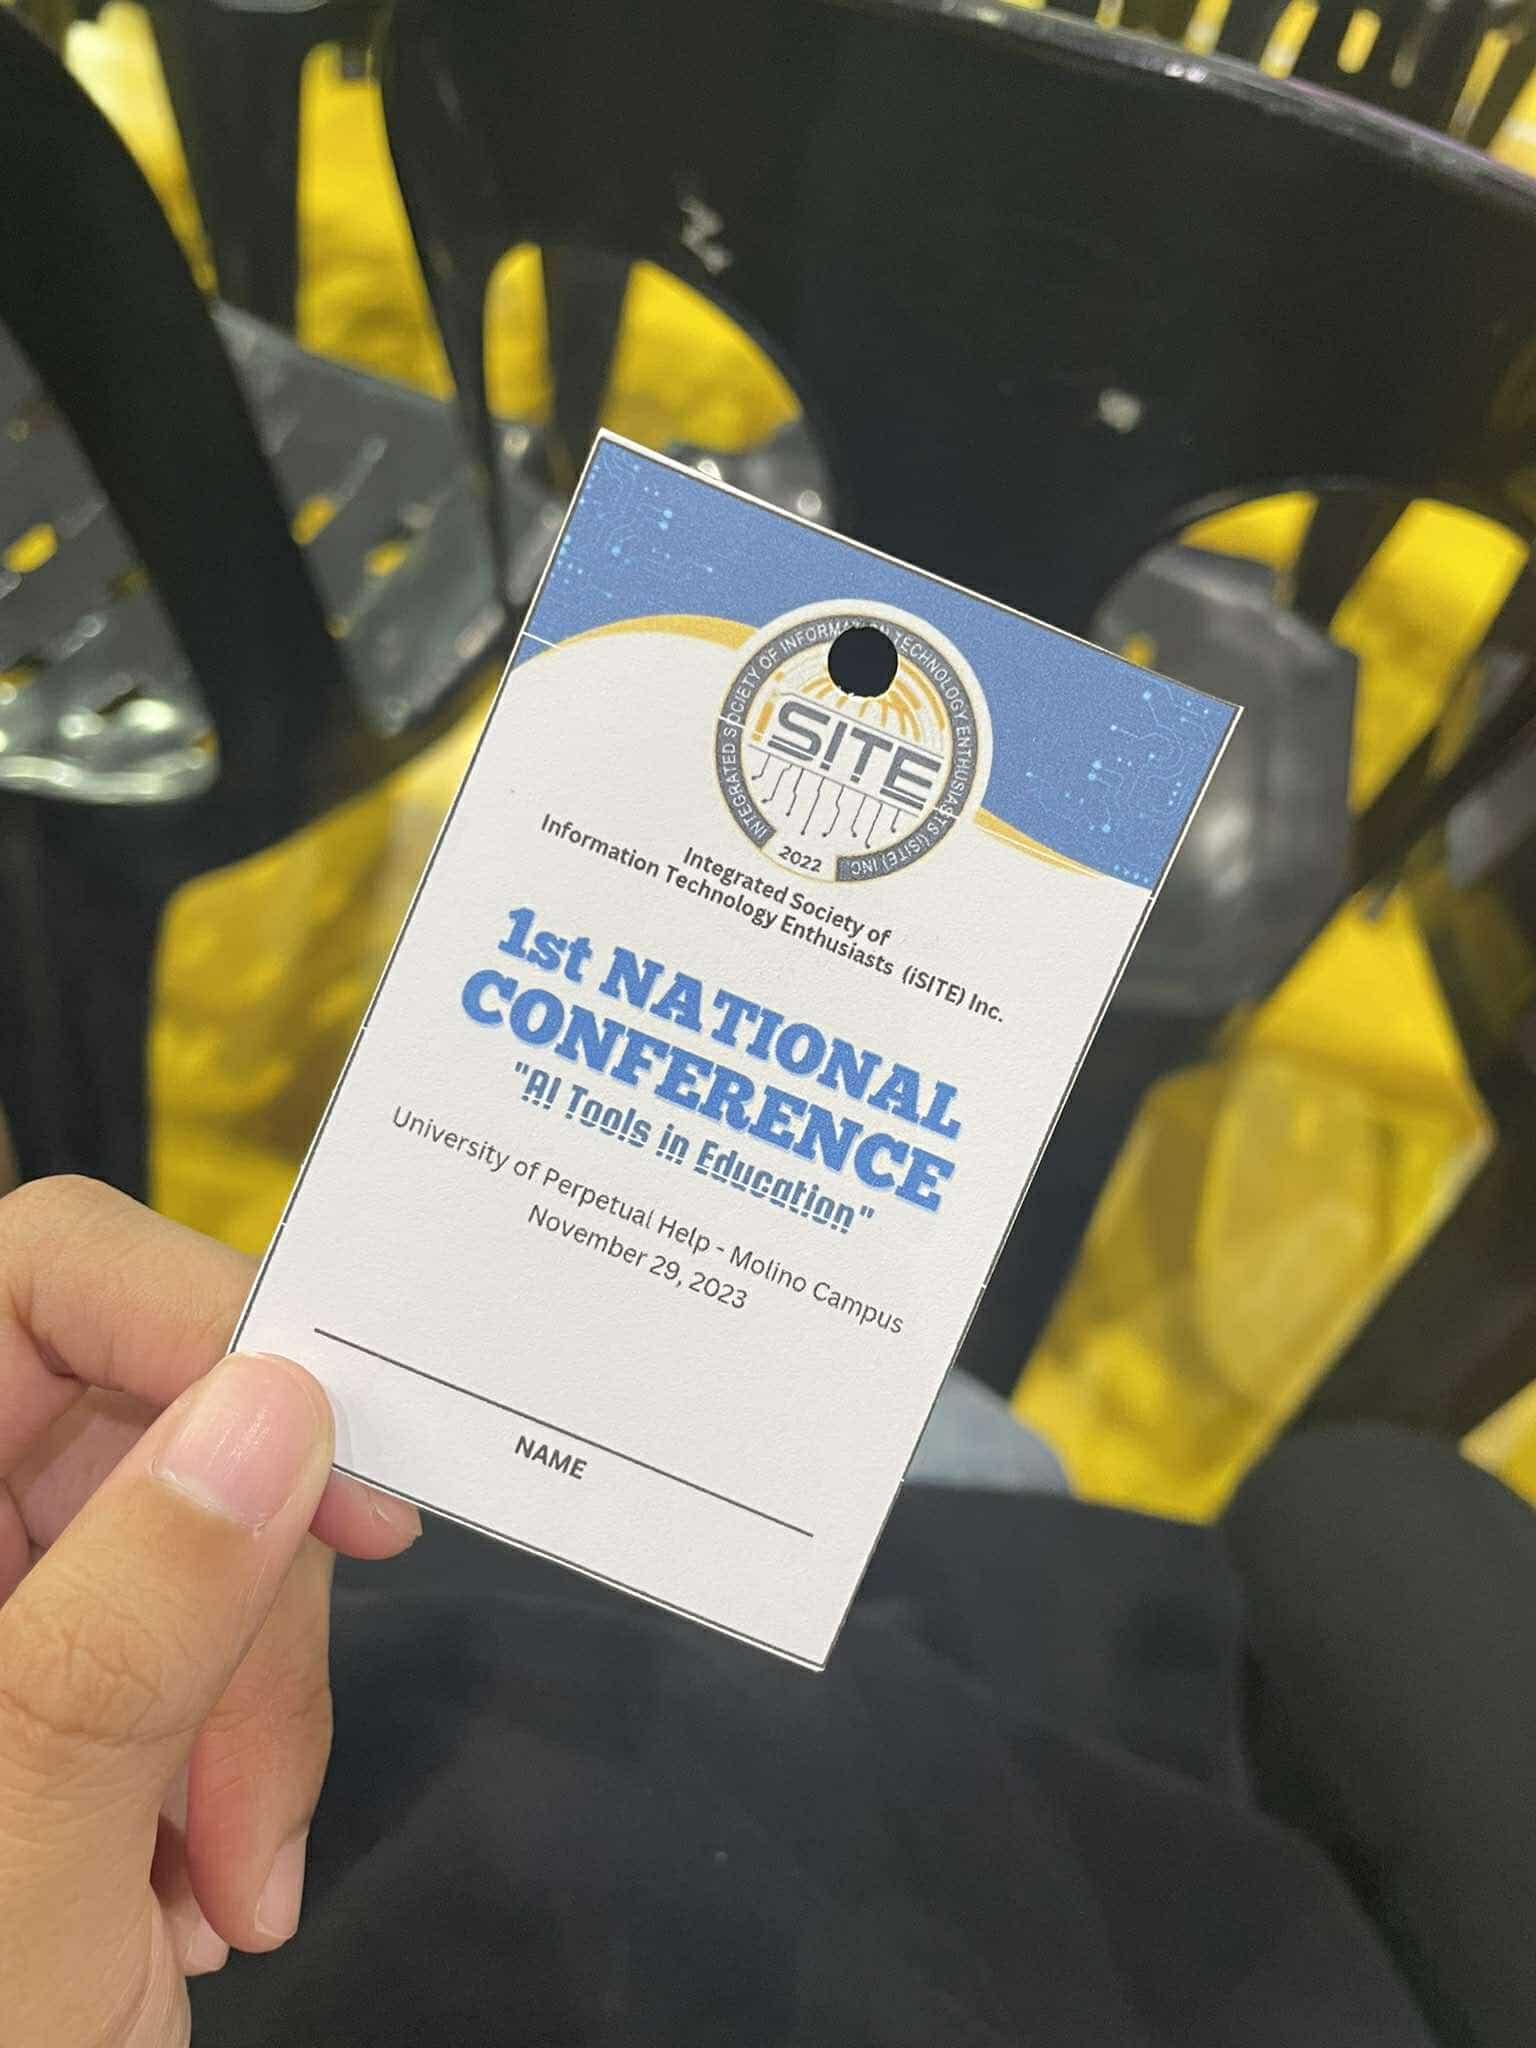 INTEGRATED SOCIETY OF INFORMATION TECHNOLOGY ENTHUSIASTS (iSITE) INC.
iSITE
2022
Integrated Society of
Information Technology Enthusiasts (iSITE) Inc.
1st NATIONAL
CONFERENCE
"AI Tools in Education"
University of Perpetual Help - Molino Campus
November 29, 2023
NAME